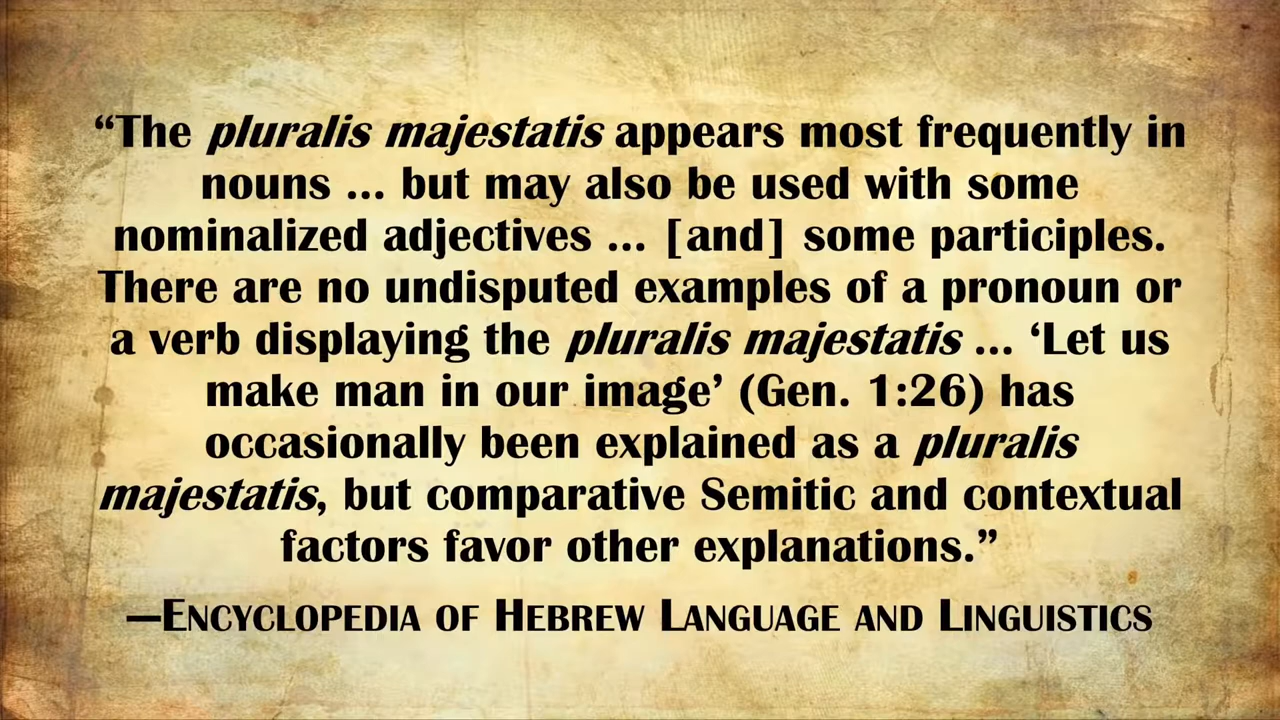 “The pluralis majestatis appears most frequently in
nouns ... but may also be used with some
nominalized adjectives ... [and] some participles.
There are no undisputed examples of a pronoun or
a verb displaying the pluralis majestatis ... ‘Let us
make man in our image’ (Gen. 1:26) has
occasionally been explained as a pluralis
majestatis, but comparative Semitic and contextual
factors favor other explanations.”
—Encyclopedia of Hebrew Language and Linguistics